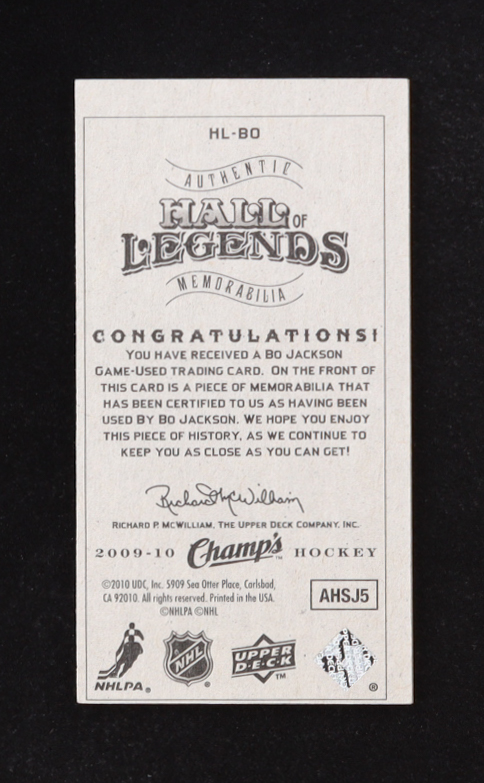 HL-BO
AUTHENTIC
HALL OF
LEGENDS
MEMORABILIA
CONGRATULATIONS!
YOU HAVE RECEIVED A BO JACKSON
GAME-USED TRADING CARD. ON THE FRONT OF
THIS CARD IS A PIECE OF MEMORABILIA THAT
HAS BEEN CERTIFIED TO US AS HAVING BEEN
USED BY BO JACKSON. WE HOPE YOU ENJOY
THIS PIECE OF HISTORY, AS WE CONTINUE TO
KEEP YOU AS CLOSE AS YOU CAN GET!
Richard P. McWilliam
RICHARD P. MCWILLIAM, THE UPPER DECK COMPANY, INC.
2009-10 Champ's™ HOCKEY
©2010 UDC, Inc. 5909 Sea Otter Place, Carlsbad,
CA 92010. All rights reserved. Printed in the USA.
©NHLPA ©NHL
AHSJ5
NHLPA® NHL® UPPER DECK™ ®